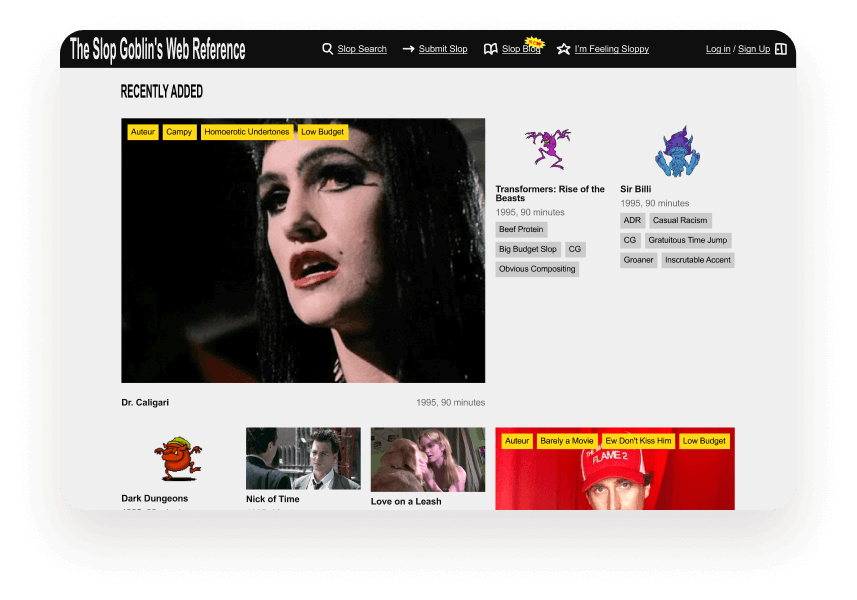 The Slop Goblin's Web Reference
Slop Search
Submit Slop
Slop Blog
I'm Feeling Sloppy
Log in / Sign Up
RECENTLY ADDED
Auteur
Campy
Homoerotic Undertones
Low Budget
Dr. Caligari
1995, 90 minutes
Transformers: Rise of the
Beasts
1995, 90 minutes
Beef Protein
Big Budget Slop
CG
Obvious Compositing
Sir Billi
1995, 90 minutes
ADR
Casual Racism
CG
Gratuitous Time Jump
Groaner
Inscrutable Accent
Dark Dungeons
Nick of Time
Love on a Leash
Auteur
Barely a Movie
Ew Don't Kiss Him
Low Budget
FLAME 2